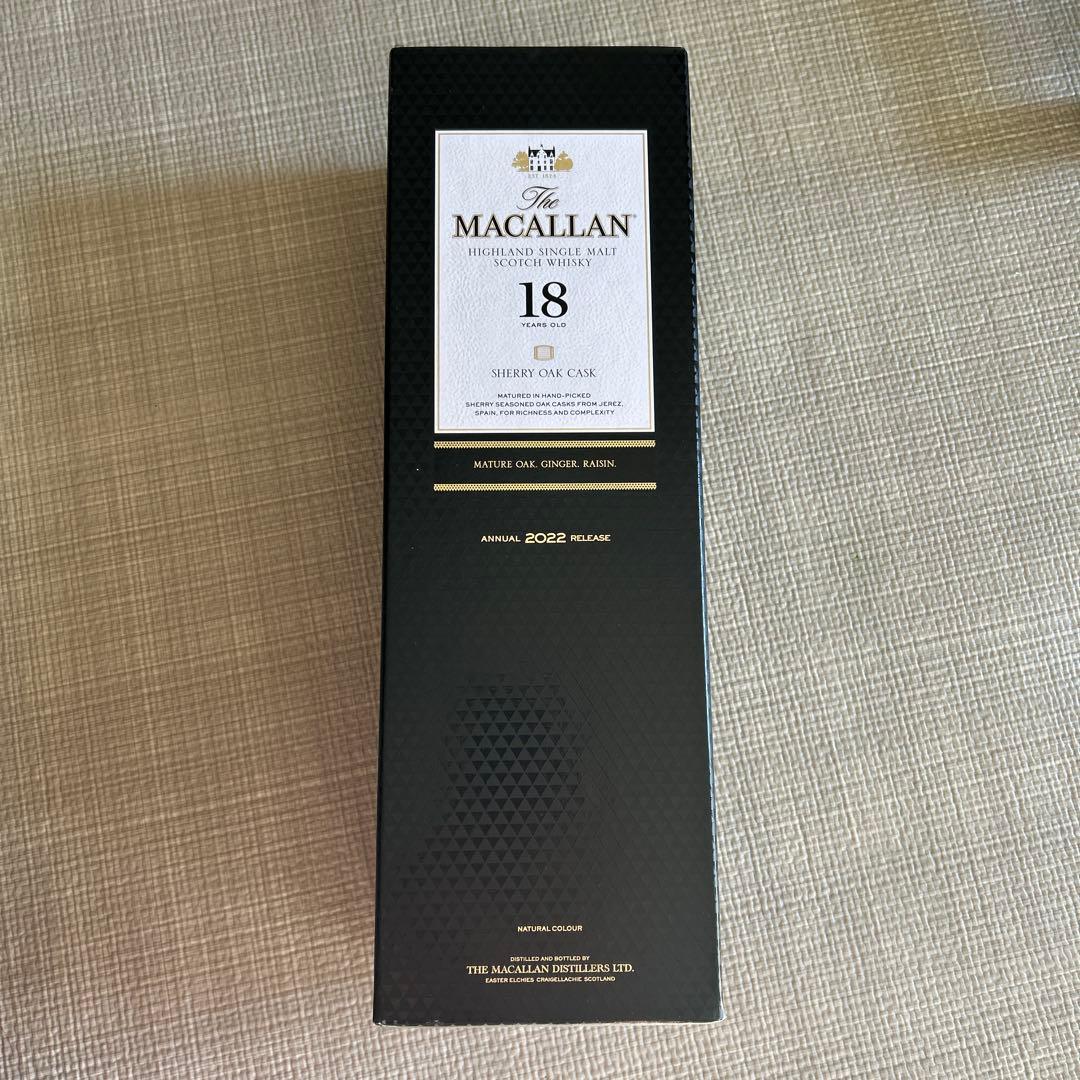 EST. 1824
The
MACALLAN®
HIGHLAND SINGLE MALT
SCOTCH WHISKY
18
YEARS OLD
SHERRY OAK CASK
MATURED IN HAND-PICKED
SHERRY SEASONED OAK CASKS FROM JEREZ,
SPAIN, FOR RICHNESS AND COMPLEXITY
MATURE OAK. GINGER. RAISIN.
ANNUAL 2022 RELEASE
NATURAL COLOUR
DISTILLED AND BOTTLED BY
THE MACALLAN DISTILLERS LTD.
EASTER ELCHIES CRAIGELLACHIE SCOTLAND